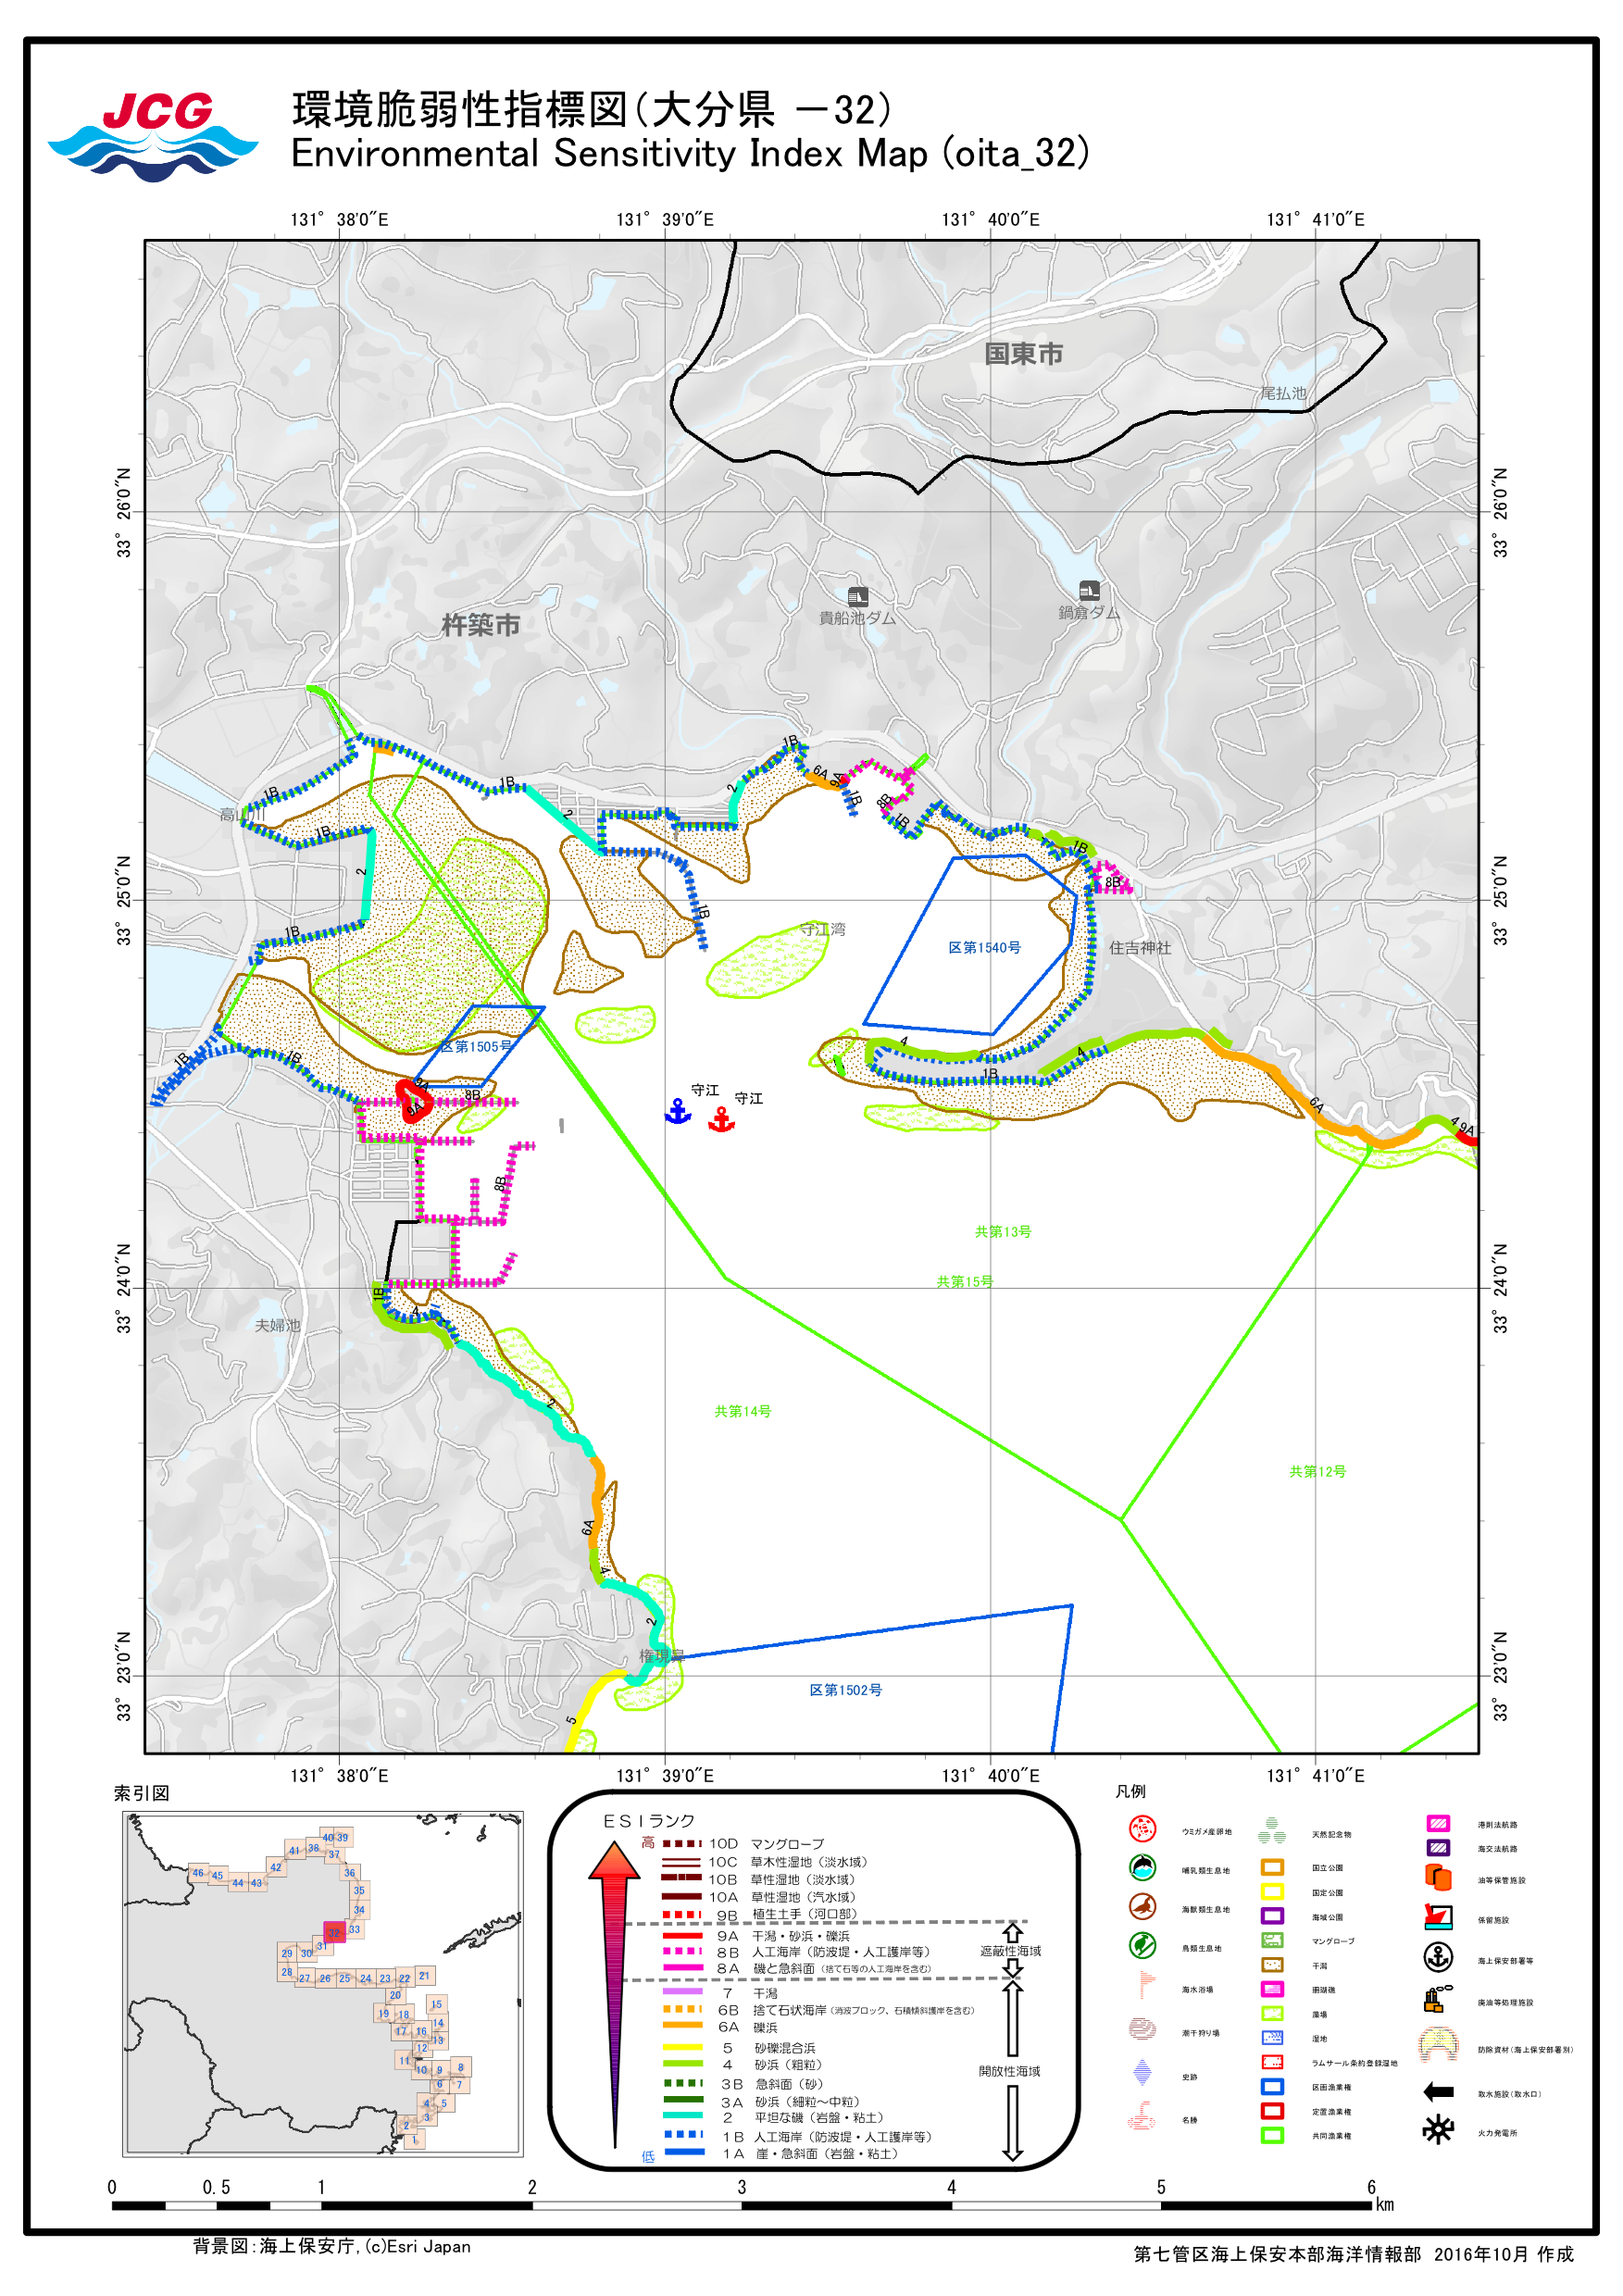 JCG
環境脆弱性指標図(大分県 －32)
Environmental Sensitivity Index Map (oita_32)
131° 38'0"E
131° 39'0"E
131° 40'0"E
131° 41'0"E
国東市
尾払池
33° 26'0"N
33° 26'0"N
杵築市
貴船池ダム
鍋倉ダム
高山川
1B
1B
1B
2
1B
2
1B
2
1B
6A
9A
1B
8B
1B
1B
8B
1B
33° 25'0"N
33° 25'0"N
守江湾
区第1540号
住吉神社
区第1505号
1B
1B
9A
9A
8B
守江
守江
4
1B
4
6A
4
9A
8B
共第13号
共第15号
33° 24'0"N
33° 24'0"N
1B
4
夫婦池
2
共第14号
共第12号
6A
4
2
権現鼻
33° 23'0"N
33° 23'0"N
区第1502号
5
131° 38'0"E
131° 39'0"E
131° 40'0"E
131° 41'0"E
索引図
40 39
41 38 37
46 45 44 43 42 36
35
34
33
32
31
29 30
28 27 26 25 24 23 22 21
20
19 18 15
17 16 14
13
12
11 10 9 8
6 7
4 5
3
2
1
ＥＳＩランク
高
10D マングローブ
10C 草木性湿地（淡水域）
10B 草性湿地（淡水域）
10A 草性湿地（汽水域）
9B 植生土手（河口部）
9A 干潟・砂浜・礫浜
8B 人工海岸（防波堤・人工護岸等）
8A 礫と急斜面（捨て石等の人工海岸を含む）
7 干潟
6B 捨て石状海岸（消波ブロック、石積傾斜護岸を含む）
6A 礫浜
5 砂礫混合浜
4 砂浜（粗粒）
3B 急斜面（砂）
3A 砂浜（細粒～中粒）
2 平坦な磯（岩盤・粘土）
1B 人工海岸（防波堤・人工護岸等）
1A 崖・急斜面（岩盤・粘土）
低
遮蔽性海域
開放性海域
凡例
ウミガメ産卵地
哺乳類生息地
海獣類生息地
鳥類生息地
海水浴場
潮干狩り場
史跡
名勝
天然記念物
国立公園
国定公園
海域公園
マングローブ
干潟
珊瑚礁
藻場
湿地
ラムサール条約登録湿地
区画漁業権
定置漁業権
共同漁業権
港則法航路
海交法航路
油等保管施設
保留施設
海上保安部署等
廃油等処理施設
防除資材(海上保安部署別)
取水施設(取水口)
火力発電所
0 0.5 1 2 3 4 5 6
km
背景図:海上保安庁, (c)Esri Japan
第七管区海上保安本部海洋情報部 2016年10月 作成